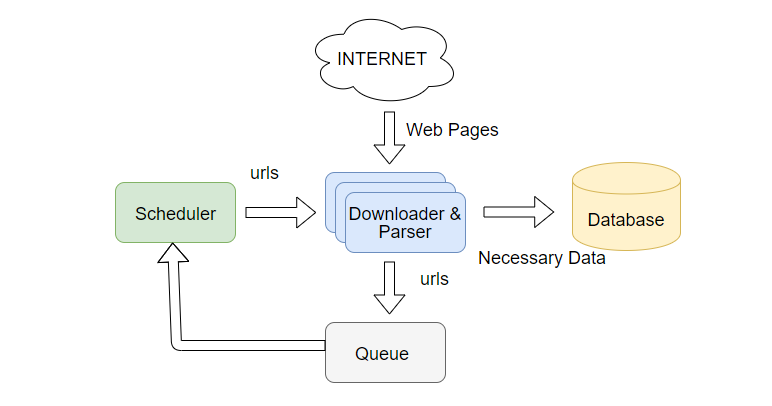 INTERNET
Web Pages
urls
Scheduler
Downloader &
Parser
Database
Necessary Data
urls
Queue